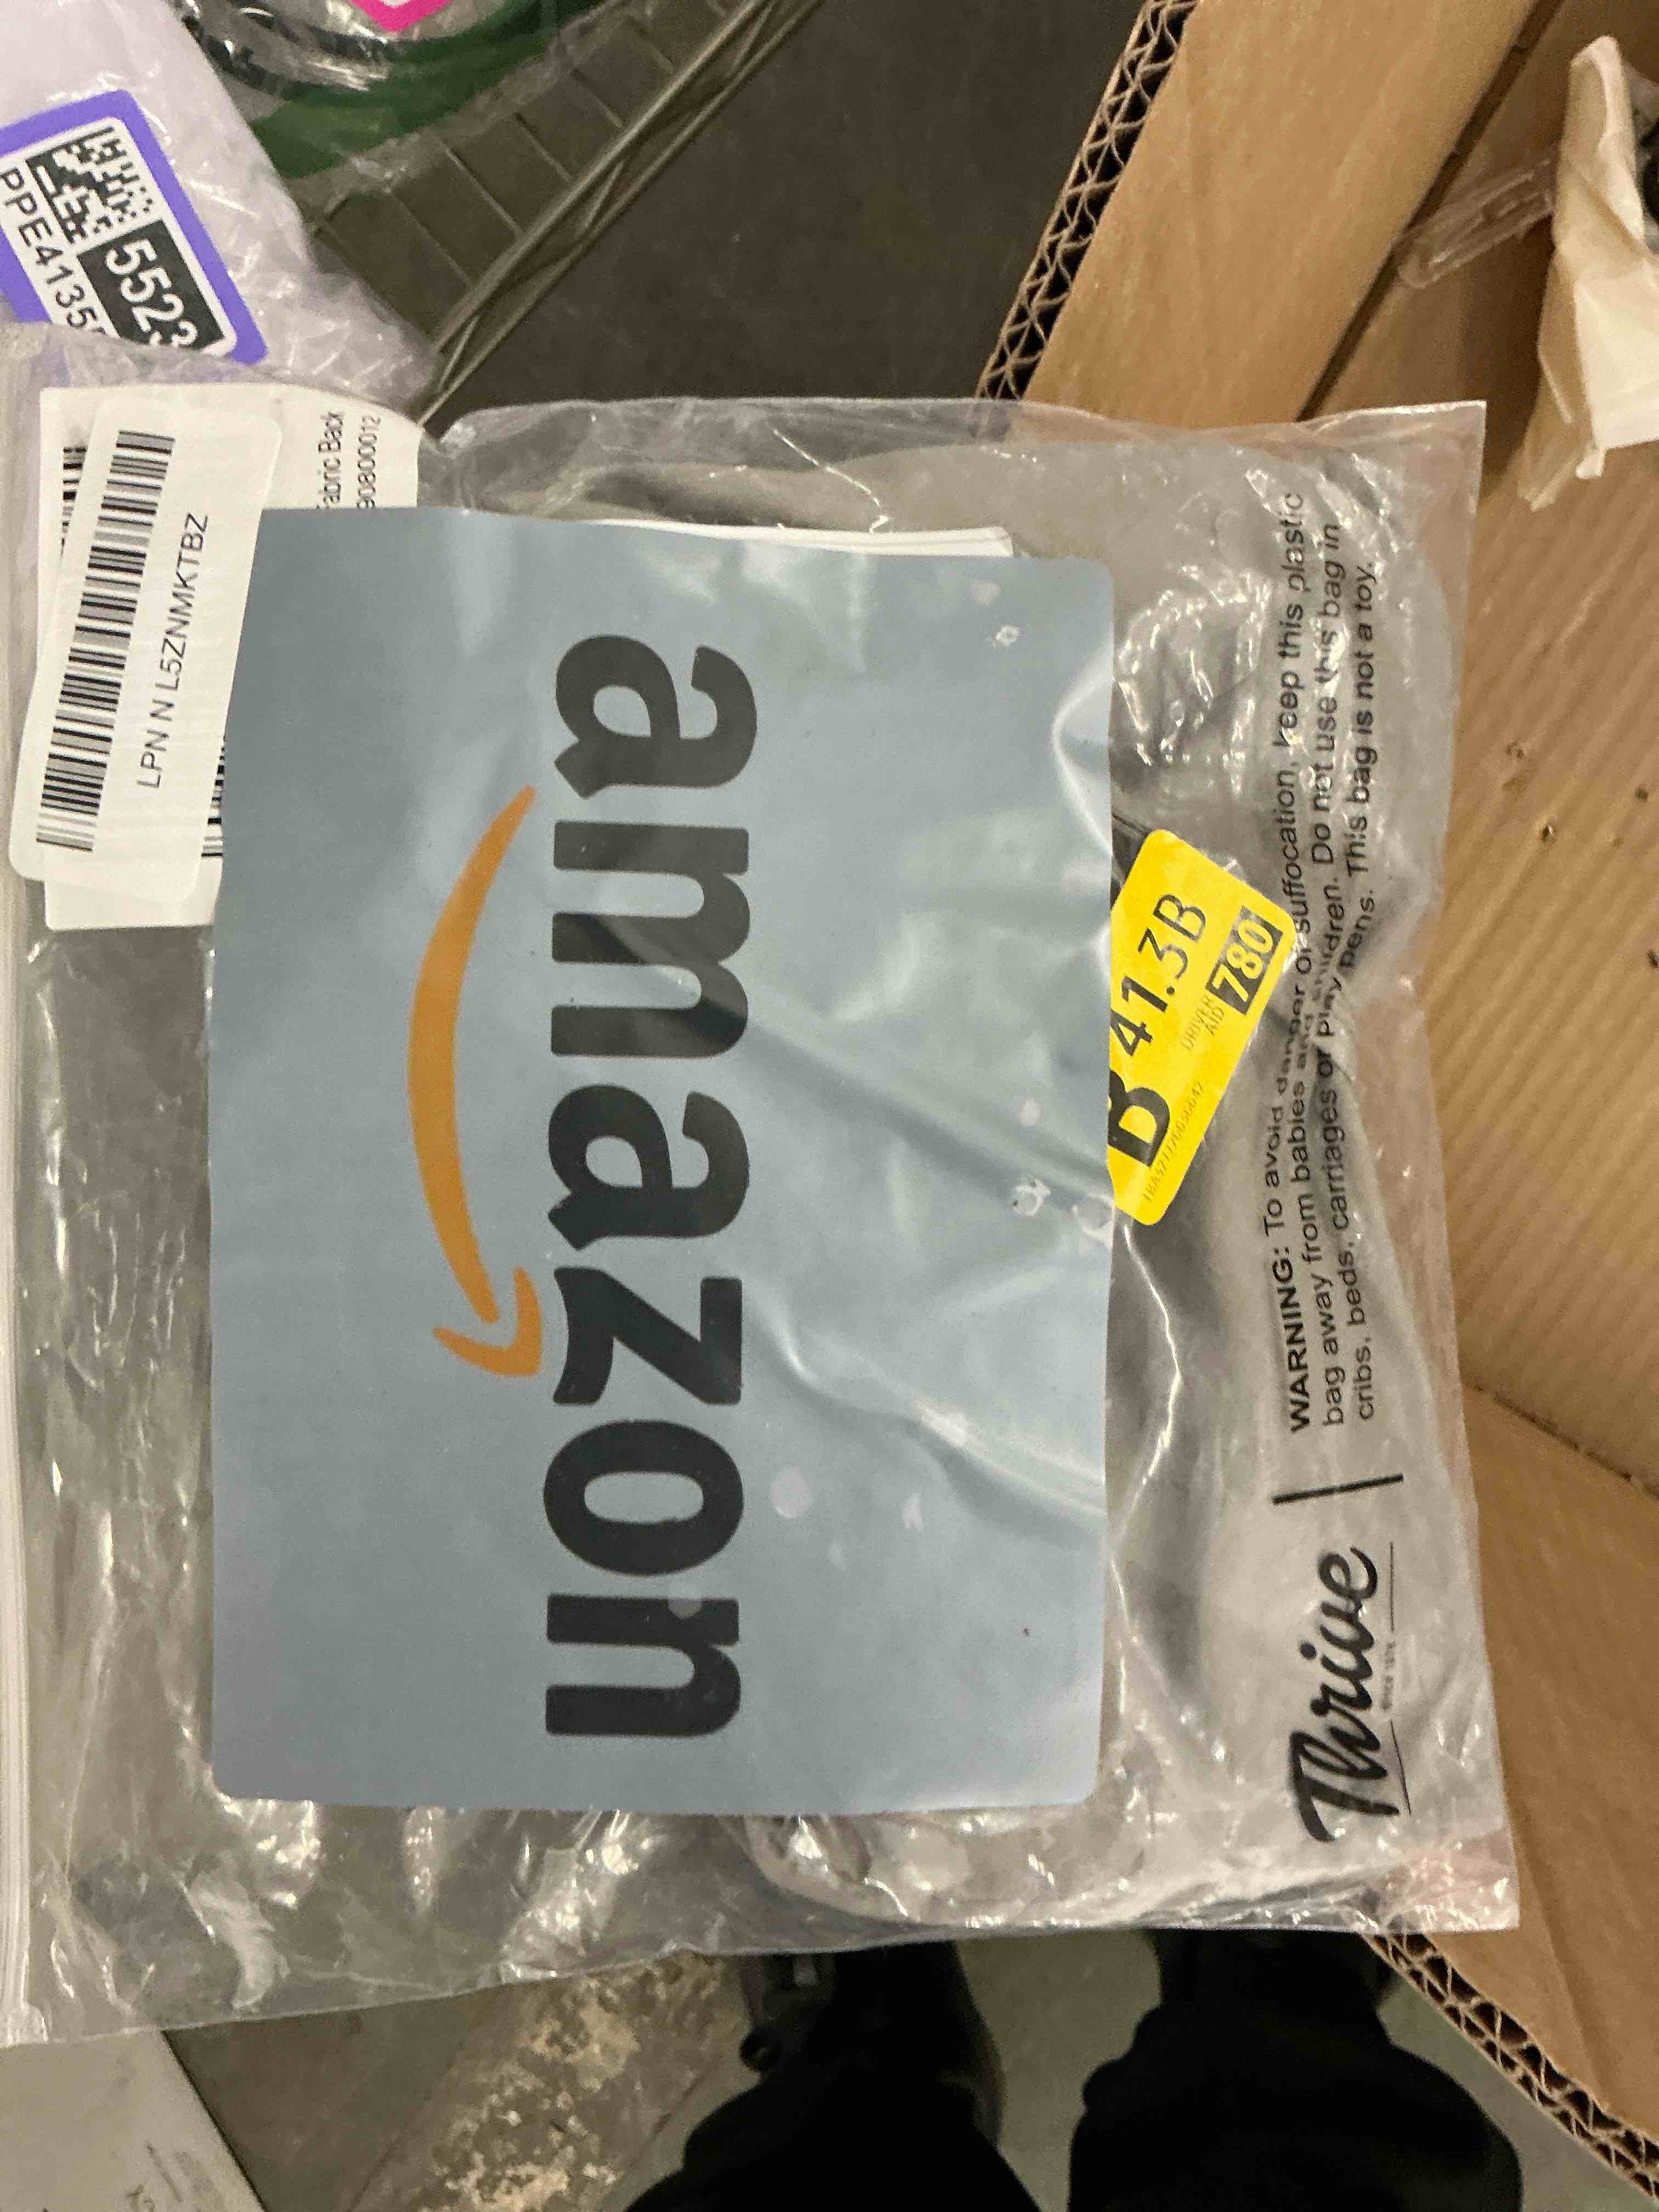 PPE4135
5523
LPN N L5ZNMKTBZ
abric Back
90800012
amazon
B
41.3B
DRIVER
AID
780
WARNING: To avoid danger of suffocation, keep this plastic
bag away from babies and children. Do not use this bag in
cribs, beds, carriages or play pens. This bag is not a toy.
Thrive